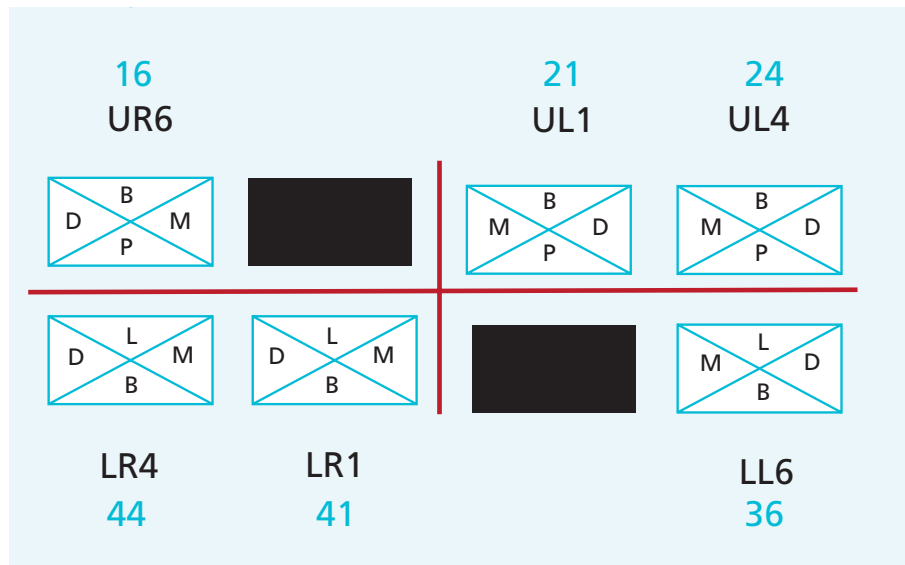 16 21 24
UR6 UL1 UL4
B B B
D M M D M D
P P P
L L L
D M D M M D
B B B
LR4 LR1 LL6
44 41 36